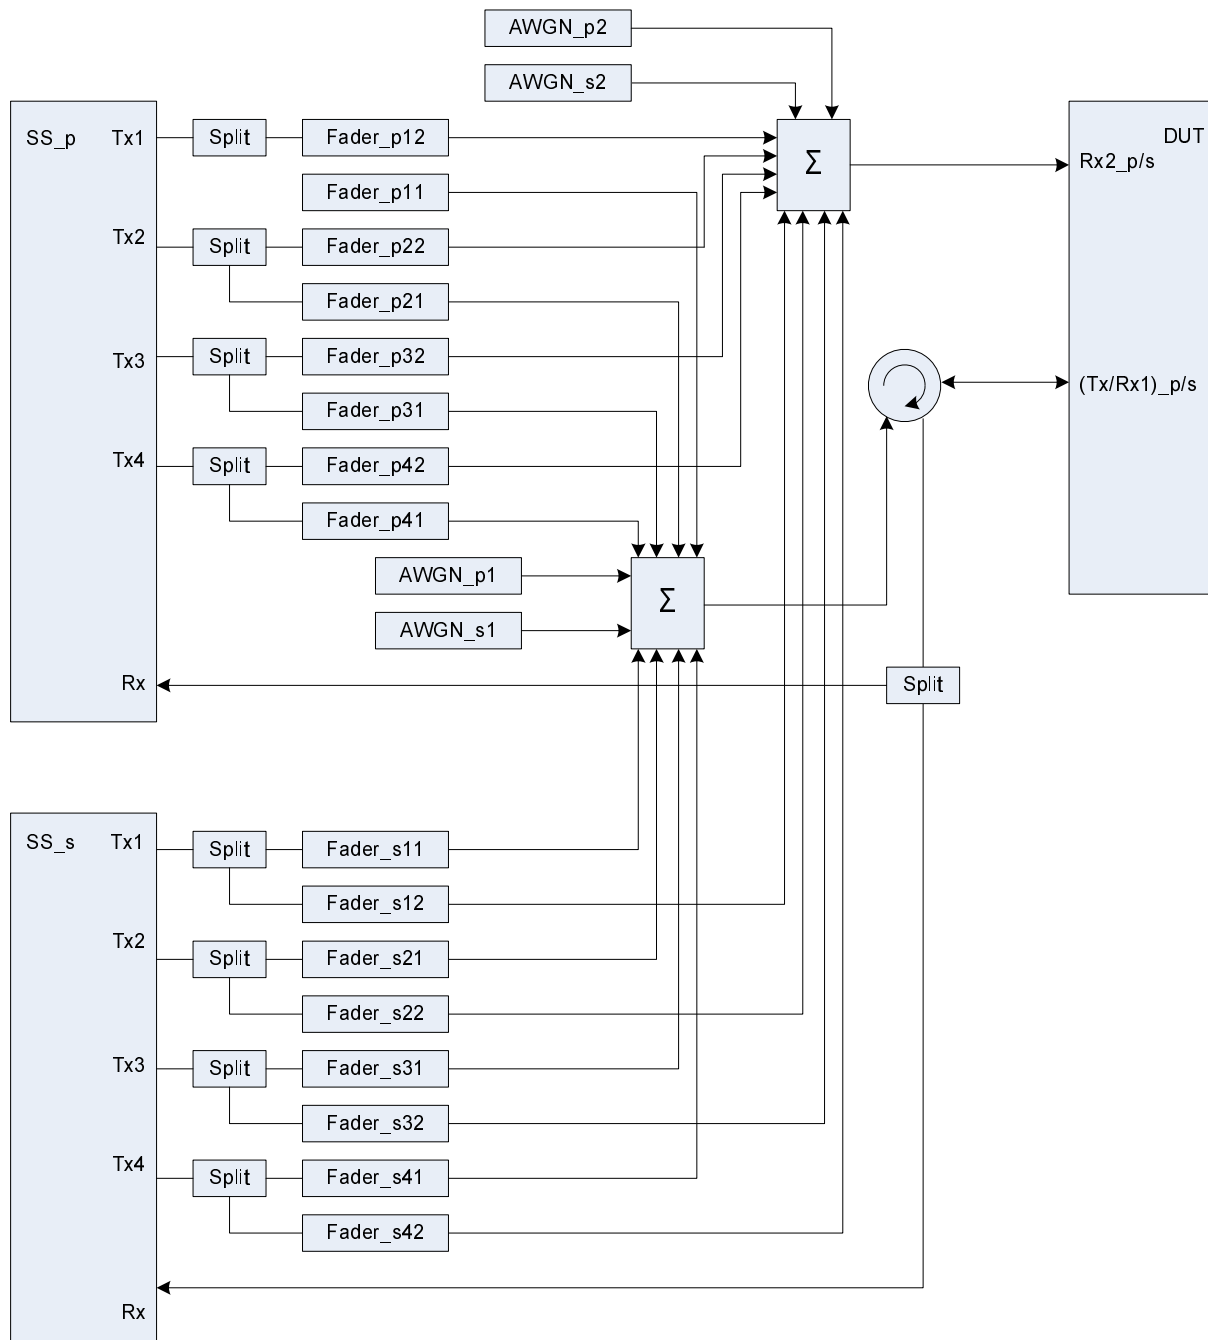 AWGN_p2
AWGN_s2
SS_p
Tx1
Split
Fader_p12
Σ
DUT
Rx2_p/s
Fader_p11
Tx2
Split
Fader_p22
Fader_p21
Tx3
Split
Fader_p32
(Tx/Rx1)_p/s
Fader_p31
Tx4
Split
Fader_p42
Fader_p41
AWGN_p1
Σ
AWGN_s1
Rx
Split
SS_s
Tx1
Split
Fader_s11
Fader_s12
Tx2
Split
Fader_s21
Fader_s22
Tx3
Split
Fader_s31
Fader_s32
Tx4
Split
Fader_s41
Fader_s42
Rx